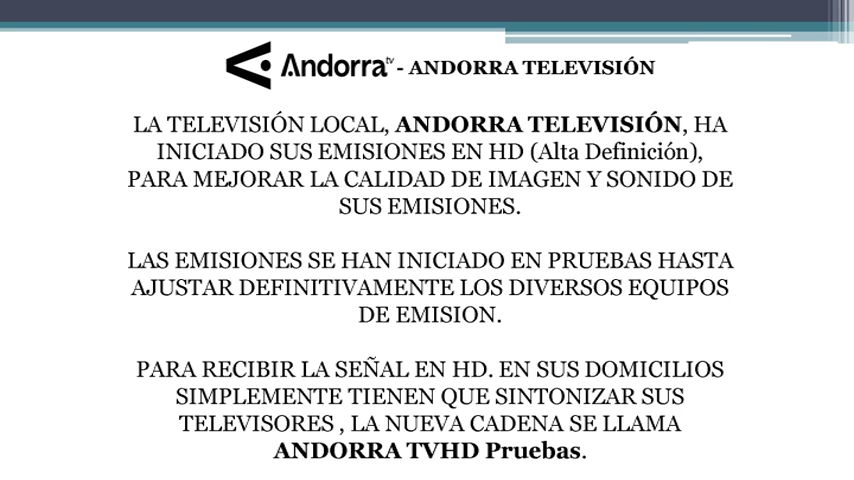 Andorra tv - ANDORRA TELEVISIÓN
LA TELEVISIÓN LOCAL, ANDORRA TELEVISIÓN, HA
INICIADO SUS EMISIONES EN HD (Alta Definición),
PARA MEJORAR LA CALIDAD DE IMAGEN Y SONIDO DE
SUS EMISIONES.
LAS EMISIONES SE HAN INICIADO EN PRUEBAS HASTA
AJUSTAR DEFINITIVAMENTE LOS DIVERSOS EQUIPOS
DE EMISION.
PARA RECIBIR LA SEÑAL EN HD. EN SUS DOMICILIOS
SIMPLEMENTE TIENEN QUE SINTONIZAR SUS
TELEVISORES , LA NUEVA CADENA SE LLAMA
ANDORRA TVHD Pruebas.